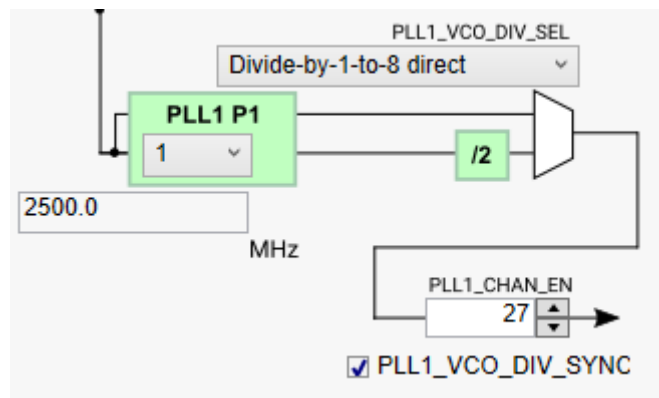 PLL1_VCO_DIV_SEL
Divide-by-1-to-8 direct
PLL1 P1
1
/2
2500.0
MHz
PLL1_CHAN_EN
27
PLL1_VCO_DIV_SYNC